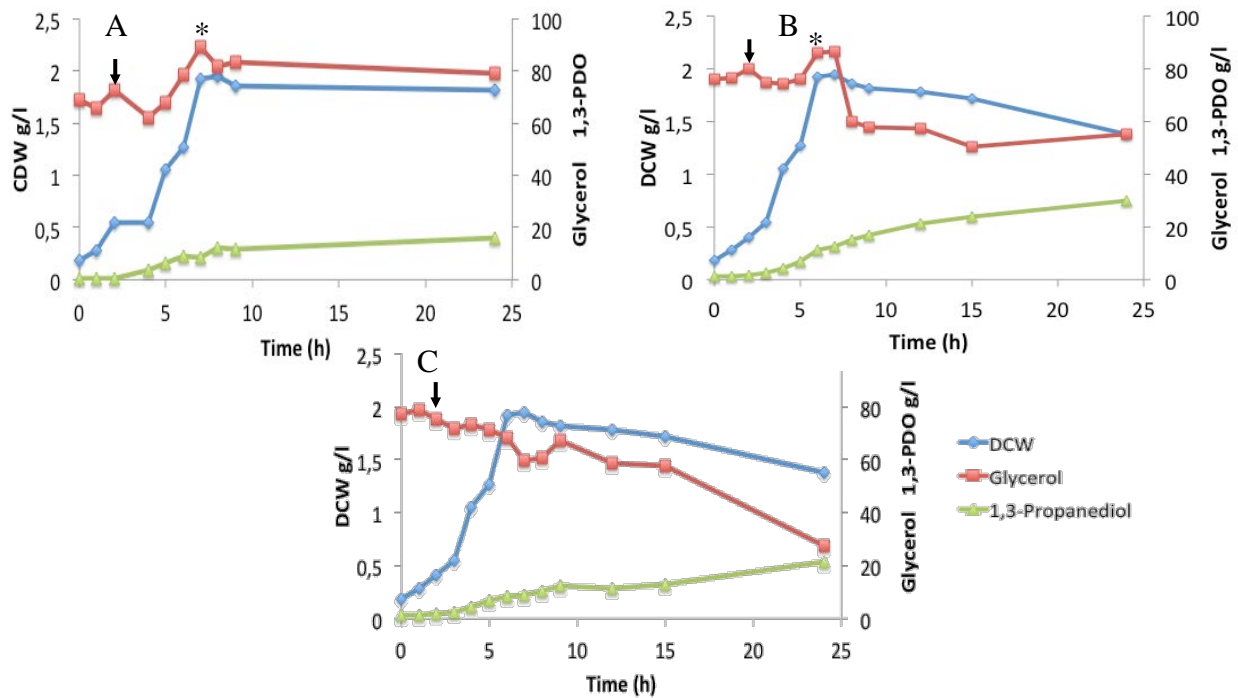 A
*
2,5
2
1,5
1
0,5
0
CDW g/l
100
80
60
40
20
0
Glycerol 1,3-PDO
0 5 10 15 20 25
Time (h)
B
*
2,5
2
1,5
1
0,5
0
DCW g/l
100
80
60
40
20
0
Glycerol 1,3-PDO g/l
0 5 10 15 20 25
Time (h)
C
2,5
2
1,5
1
0,5
0
DCW g/l
80
60
40
20
0
Glycerol 1,3-PDO g/l
0 5 10 15 20 25
Time (h)
DCW
Glycerol
1,3-Propanediol